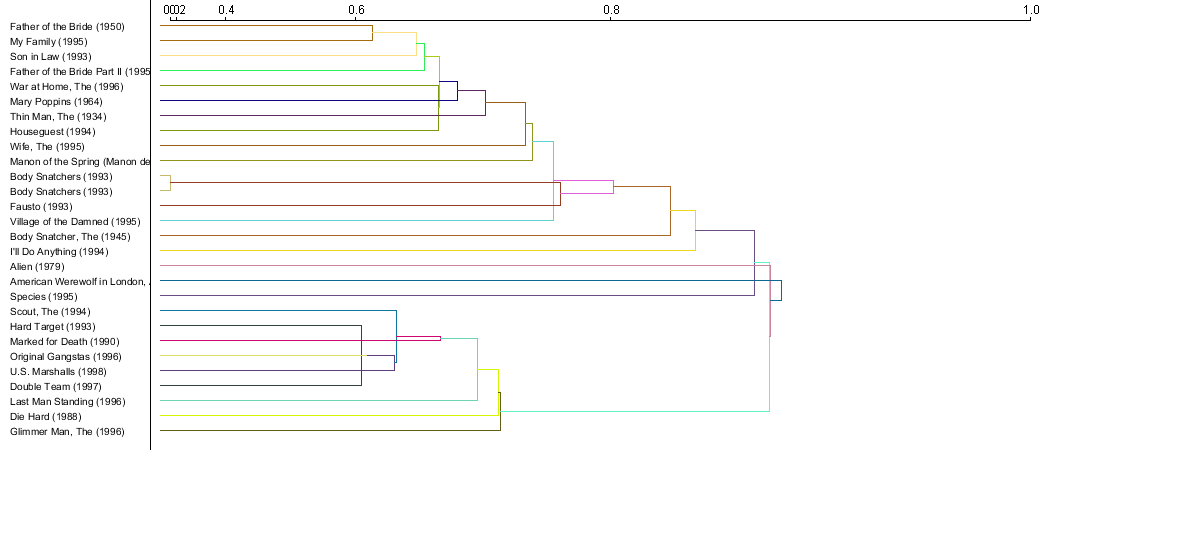 0 0.2 0.4 0.6 0.8 1.0
Father of the Bride (1950)
My Family (1995)
Son in Law (1993)
Father of the Bride Part II (1995
War at Home, The (1996)
Mary Poppins (1964)
Thin Man, The (1934)
Houseguest (1994)
Wife, The (1995)
Manon of the Spring (Manon de
Body Snatchers (1993)
Body Snatchers (1993)
Fausto (1993)
Village of the Damned (1995)
Body Snatcher, The (1945)
I'll Do Anything (1994)
Alien (1979)
American Werewolf in London,
Species (1995)
Scout, The (1994)
Hard Target (1993)
Marked for Death (1990)
Original Gangstas (1996)
U.S. Marshalls (1998)
Double Team (1997)
Last Man Standing (1996)
Die Hard (1988)
Glimmer Man, The (1996)